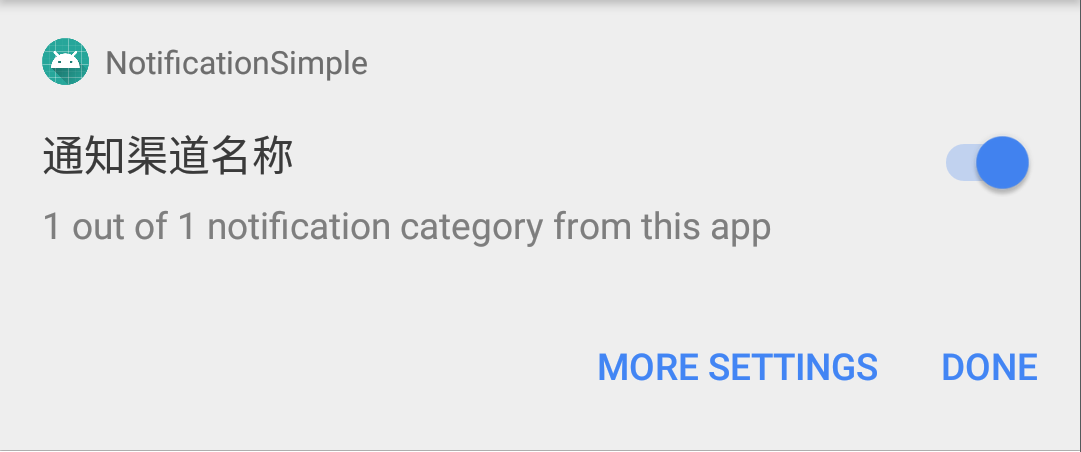 NotificationSimple
通知渠道名称
1 out of 1 notification category from this app
MORE SETTINGS DONE